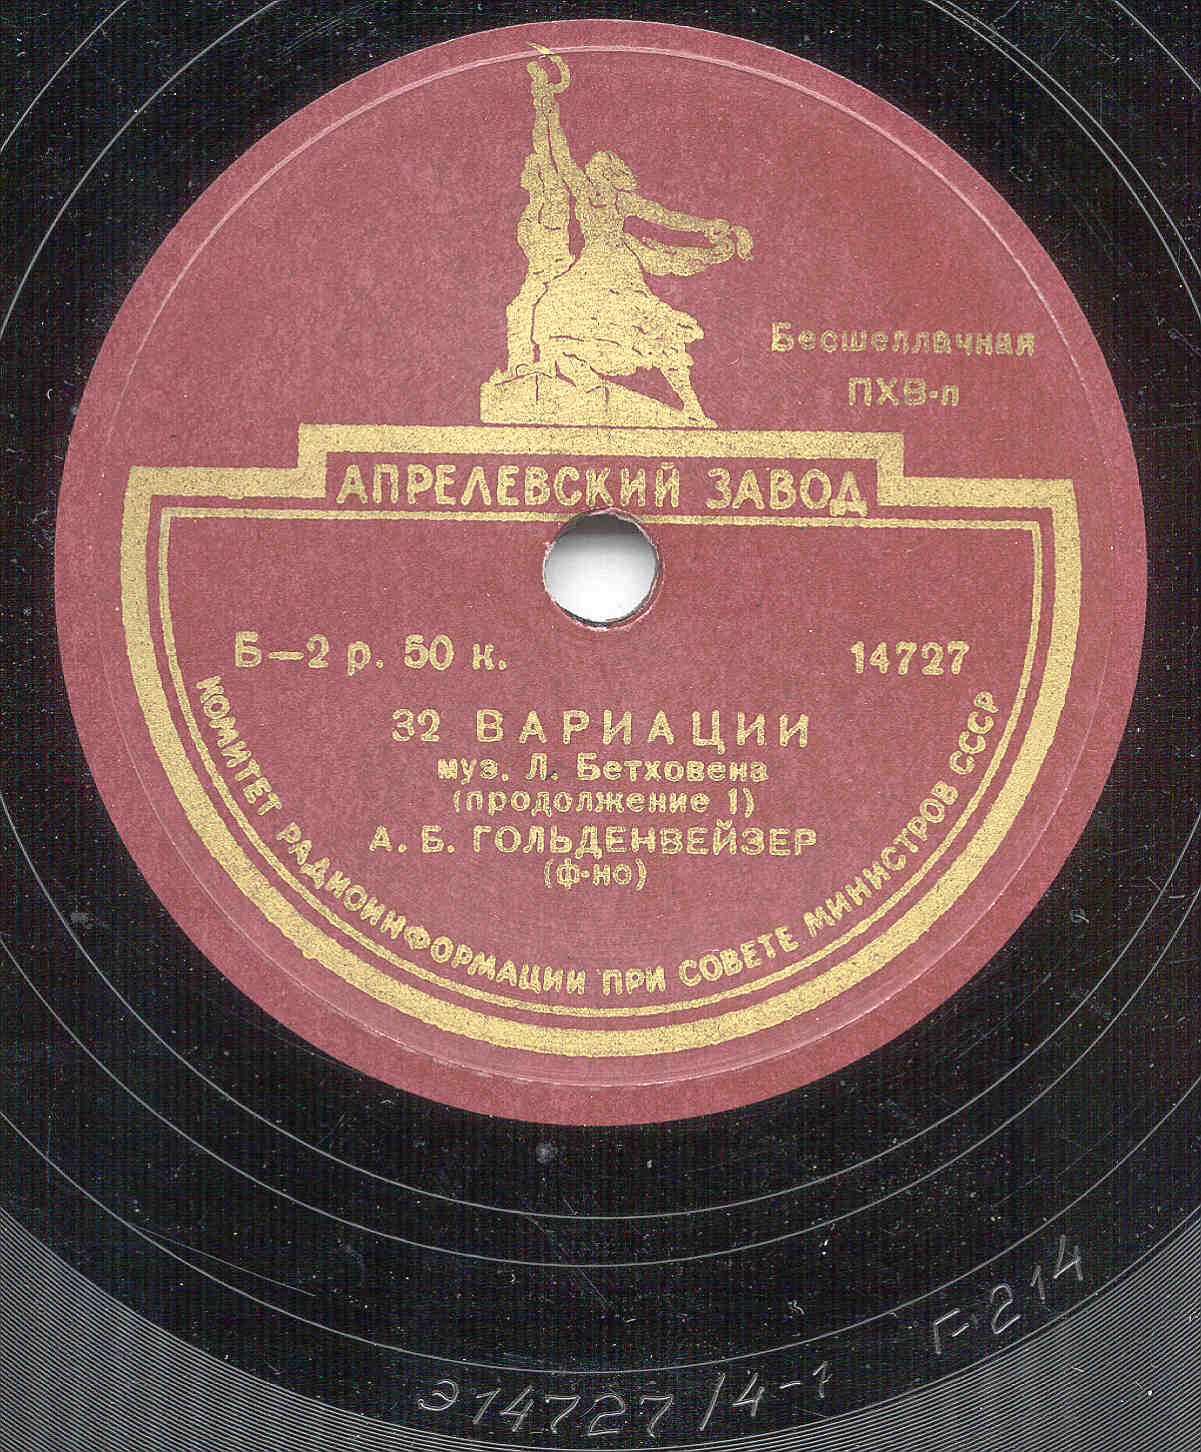 Бесшеллачная
ПХВ-п
АПРЕЛЕВСКИЙ ЗАВОД
Б—2 р. 50 к.
14727
32 ВАРИАЦИИ
муз. Л. Бетховена
(продолжение 1)
А. Б. ГОЛЬДЕНВЕЙЗЕР
(ф-но)
КОМИТЕТ РАДИОИНФОРМАЦИИ ПРИ СОВЕТЕ МИНИСТРОВ СССР
Г-214
Э14727/4-1